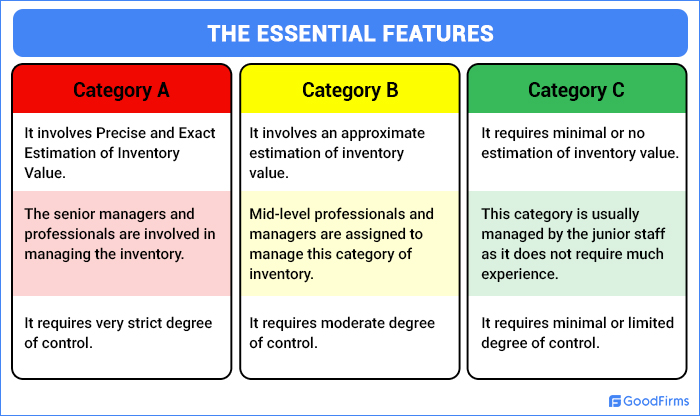 THE ESSENTIAL FEATURES
Category A
It involves Precise and Exact
Estimation of Inventory
Value.
The senior managers and
professionals are involved in
managing the inventory.
It requires very strict degree
of control.
Category B
It involves an approximate
estimation of inventory
value.
Mid-level professionals and
managers are assigned to
manage this category of
inventory.
It requires moderate degree
of control.
Category C
It requires minimal or no
estimation of inventory value.
This category is usually
managed by the junior staff
as it does not require much
experience.
It requires minimal or limited
degree of control.
GoodFirms